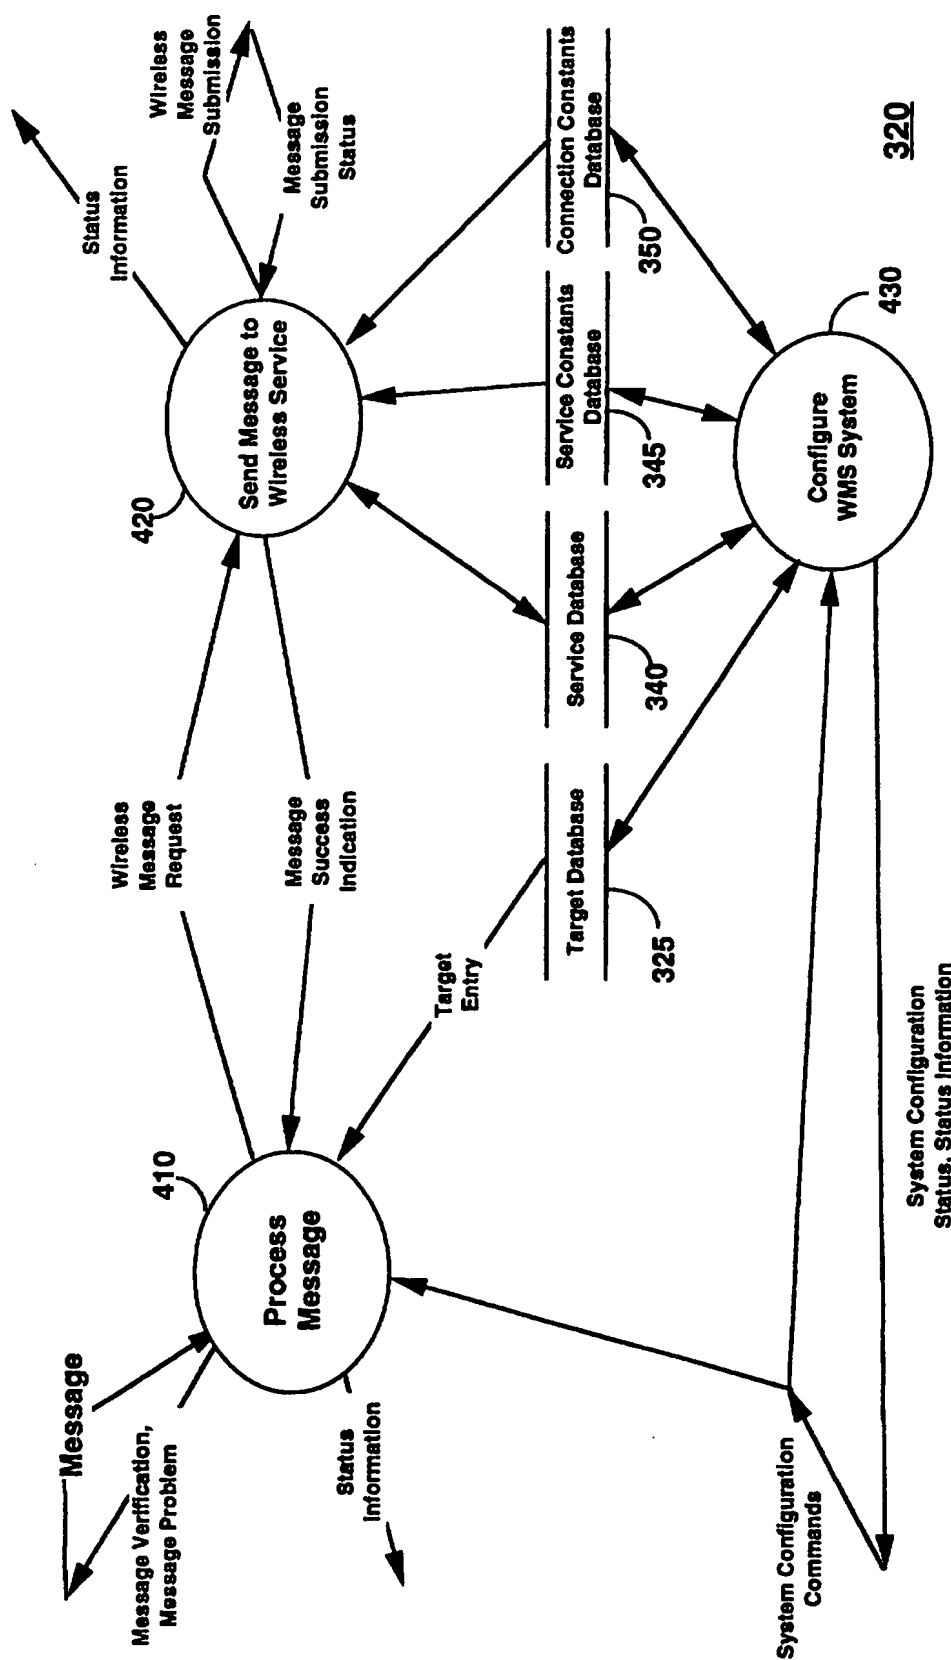 Message
Message Verification,
Message Problem
Status
Information
410
Process
Message
Wireless
Message
Request
Message
Success
Indication
Target
Entry
420
Send Message to
Wireless Service
Status
Information
Wireless
Message
Submission
Message
Submission
Status
Target Database
325
Service Database
340
Service Constants
Database
345
Connection Constants
Database
350
System Configuration
Commands
System Configuration
Status, Status Information
Configure
WMS System
430
320